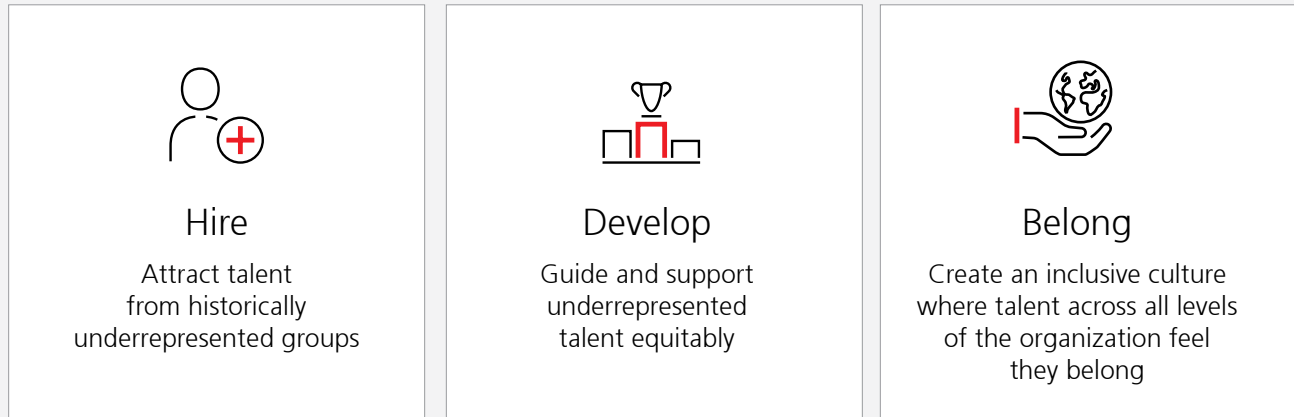 Hire
Attract talent
from historically
underrepresented groups
Develop
Guide and support
underrepresented
talent equitably
Belong
Create an inclusive culture
where talent across all levels
of the organization feel
they belong